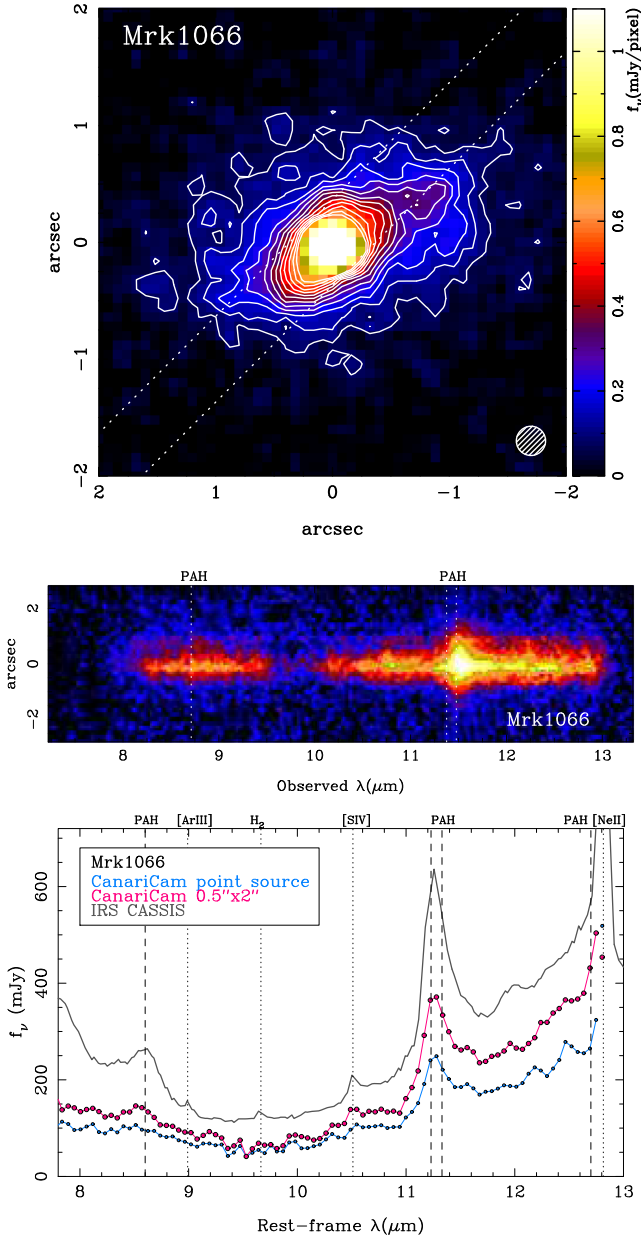 Mrk1066
2
1
0
-1
-2
arcsec
2 1 0 -1 -2
arcsec
0 0.2 0.4 0.6 0.8 1
fν(mJy/pixel)
PAH PAH
2
0
-2
arcsec
Mrk1066
8 9 10 11 12 13
Observed λ(μm)
PAH [ArIII] H2 [SIV] PAH PAH [NeII]
Mrk1066
CanariCam point source
CanariCam 0.5"x2"
IRS CASSIS
600
400
200
0
fν (mJy)
8 9 10 11 12 13
Rest-frame λ(μm)